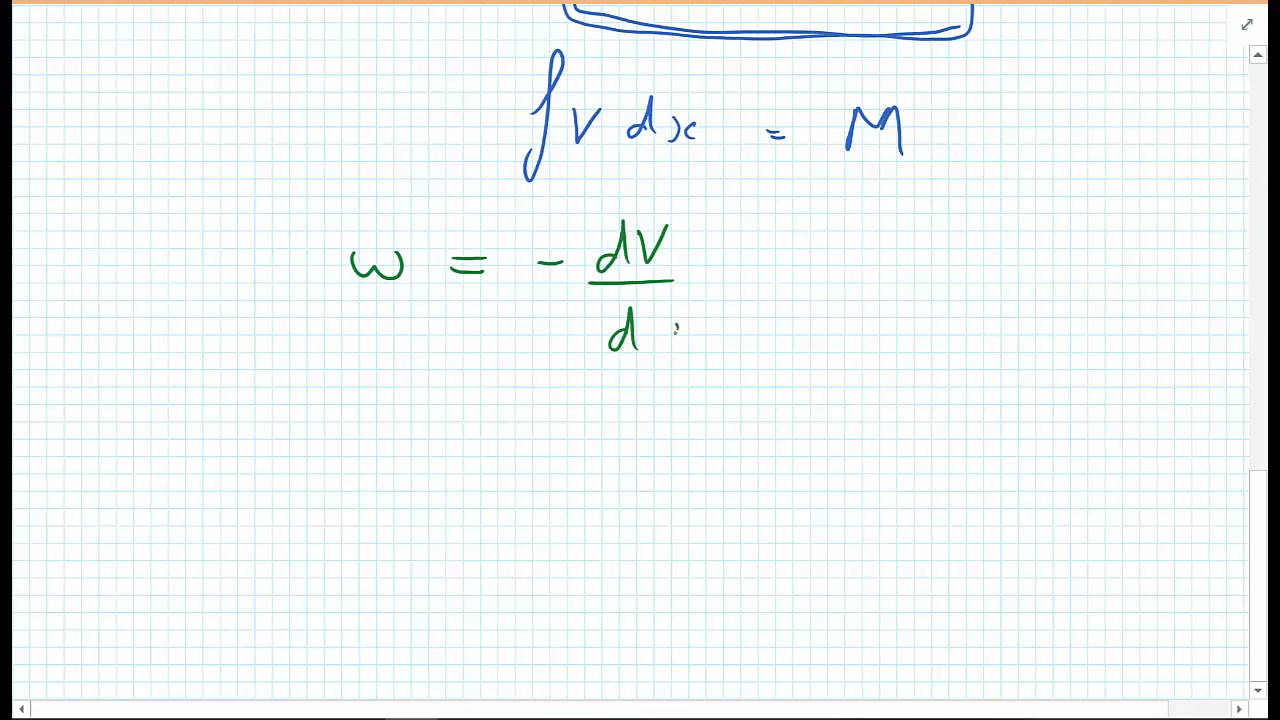 ∫ V dx = M
w = - dV
d